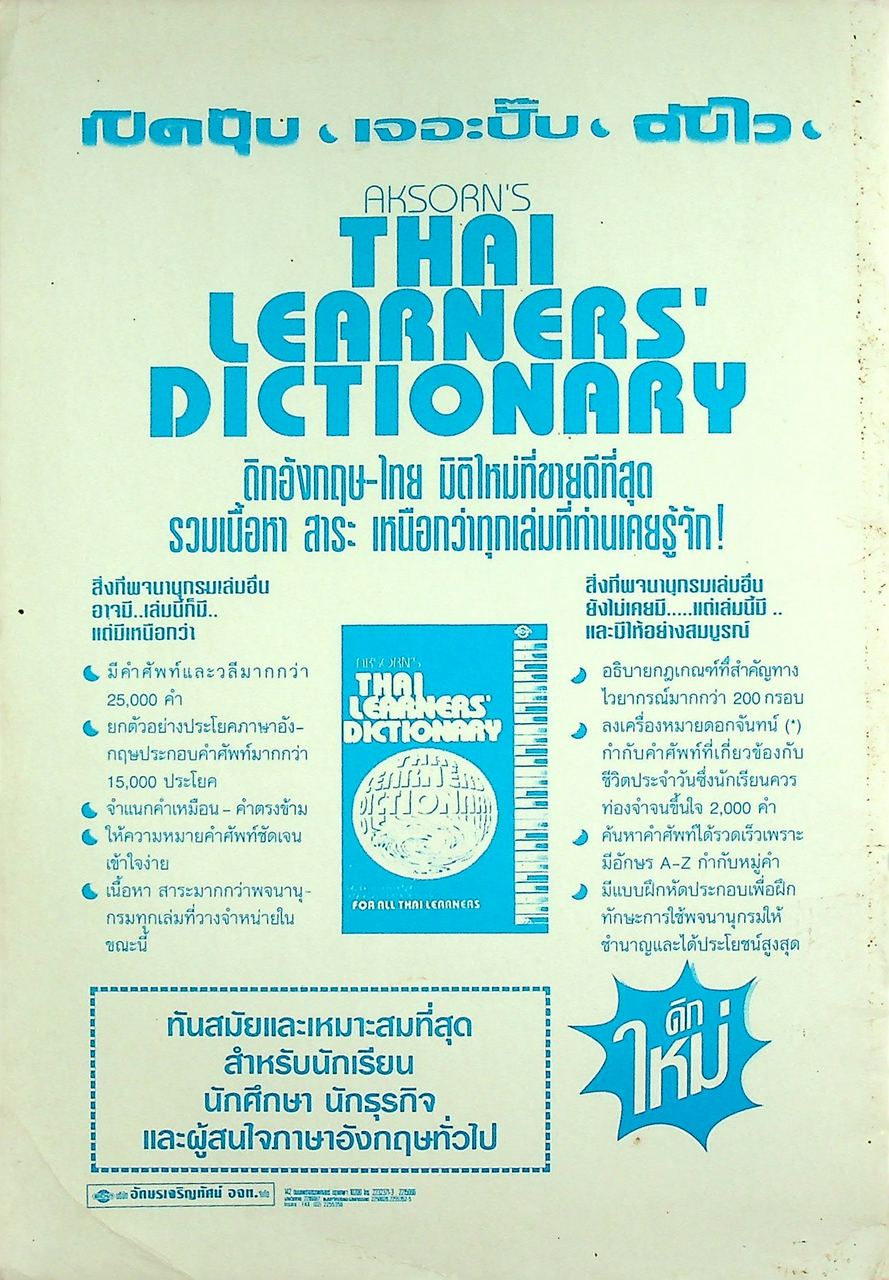 เปิดปุ๊บ เจอะปั๊บ ฉับไว
AKSORN'S
THAI
LEARNERS'
DICTIONARY
ดิกอังกฤษ-ไทย มิติใหม่ที่ขายดีที่สุด
รวมเนื้อหา สาระ เหนือกว่าทุกเล่มที่ท่านเคยรู้จัก!
สิ่งที่พจนานุกรมเล่มอื่น
อาจมี..เล่มนี้ก็มี..
แต่มีเหนือกว่า
มีคำศัพท์และวลีมากกว่า
25,000 คำ
ยกตัวอย่างประโยคภาษาอัง-
กฤษประกอบคำศัพท์มากกว่า
15,000 ประโยค
จำแนกคำเหมือน - คำตรงข้าม
ให้ความหมายคำศัพท์ชัดเจน
เข้าใจง่าย
เนื้อหา สาระมากกว่าพจนานุ-
กรมทุกเล่มที่วางจำหน่ายใน
ขณะนี้
AKSORN'S
THAI
LEARNERS'
DICTIONARY
THAI
LEARNERS
DICTIONARY
FOR ALL THAI LEARNERS
สิ่งที่พจนานุกรมเล่มอื่น
ยังไม่เคยมี.....แต่เล่มนี้มี ..
และมีให้อย่างสมบูรณ์
อธิบายกฎเกณฑ์ที่สำคัญทาง
ไวยากรณ์มากกว่า 200 กรอบ
ลงเครื่องหมายดอกจันทน์ (*)
กำกับคำศัพท์ที่เกี่ยวข้องกับ
ชีวิตประจำวันซึ่งนักเรียนควร
ท่องจำจนขึ้นใจ 2,000 คำ
ค้นหาคำศัพท์ได้รวดเร็วเพราะ
มีอักษร A-Z กำกับหมู่คำ
มีแบบฝึกหัดประกอบเพื่อฝึก
ทักษะการใช้พจนานุกรมให้
ชำนาญและได้ประโยชน์สูงสุด
ทันสมัยและเหมาะสมที่สุด
สำหรับนักเรียน
นักศึกษา นักธุรกิจ
และผู้สนใจภาษาอังกฤษทั่วไป
ดิก
ใหม่
บริษัท อักษรเจริญทัศน์ อจท. จำกัด